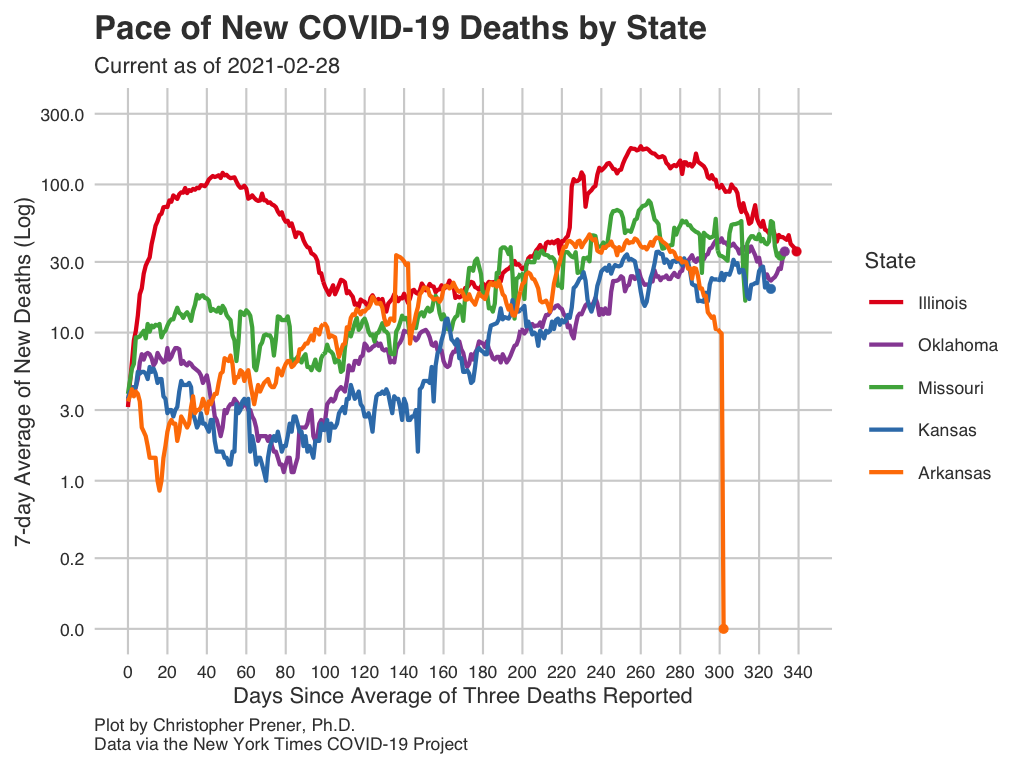 Pace of New COVID-19 Deaths by State
Current as of 2021-02-28
7-day Average of New Deaths (Log)
300.0
100.0
30.0
10.0
3.0
1.0
0.2
0.0
0 20 40 60 80 100 120 140 160 180 200 220 240 260 280 300 320 340
Days Since Average of Three Deaths Reported
State
Illinois
Oklahoma
Missouri
Kansas
Arkansas
Plot by Christopher Prener, Ph.D.
Data via the New York Times COVID-19 Project